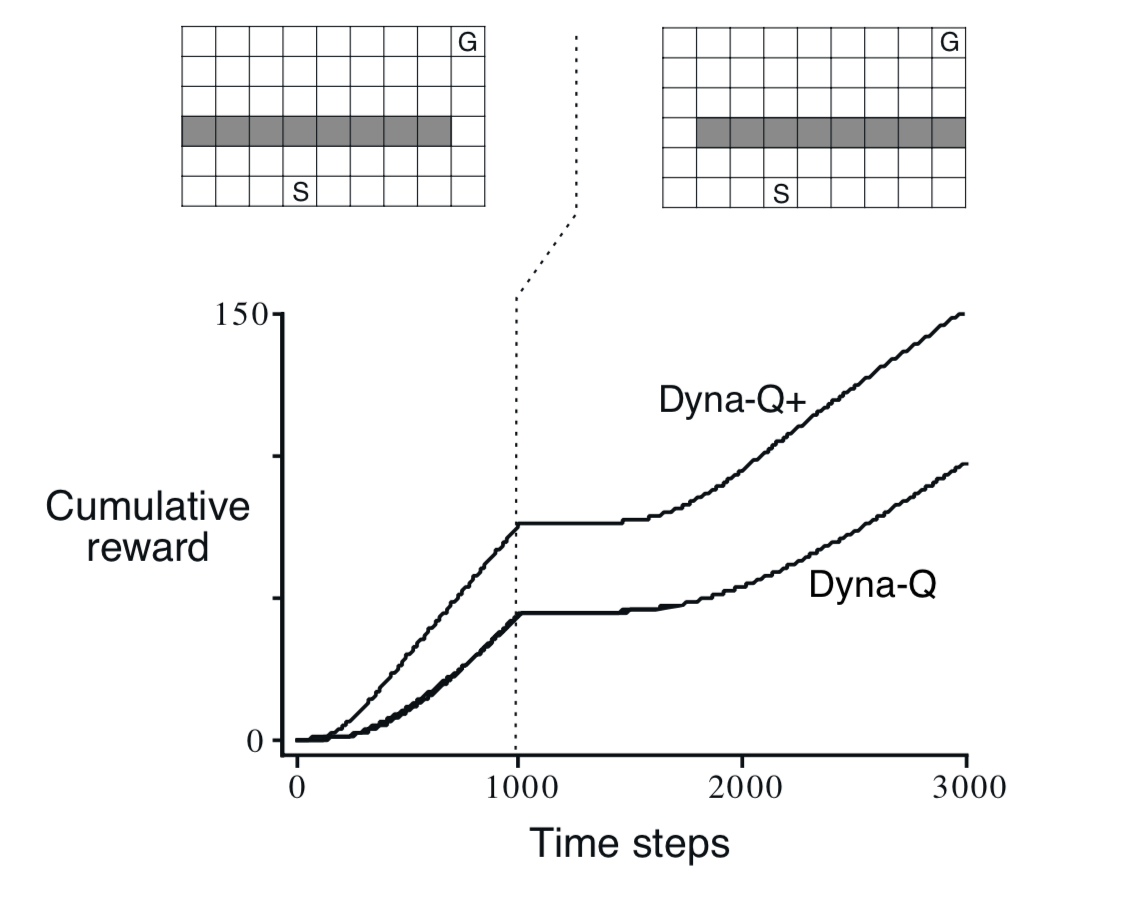 G
G
S
S
150
Dyna-Q+
Cumulative
reward
Dyna-Q
0
0 1000 2000 3000
Time steps